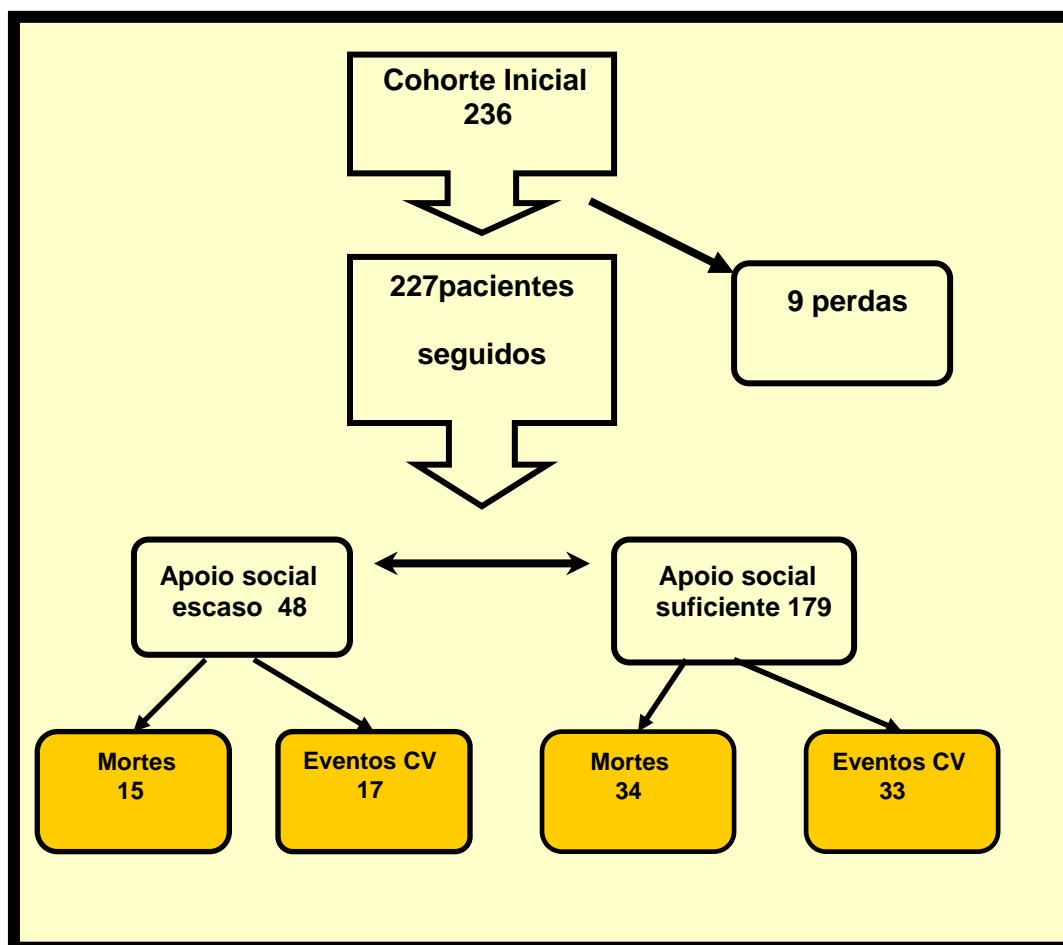 Cohorte Inicial
236
227pacientes
seguidos
9 perdas
Apoio social
escaso 48
Apoio social
suficiente 179
Mortes
15
Eventos CV
17
Mortes
34
Eventos CV
33